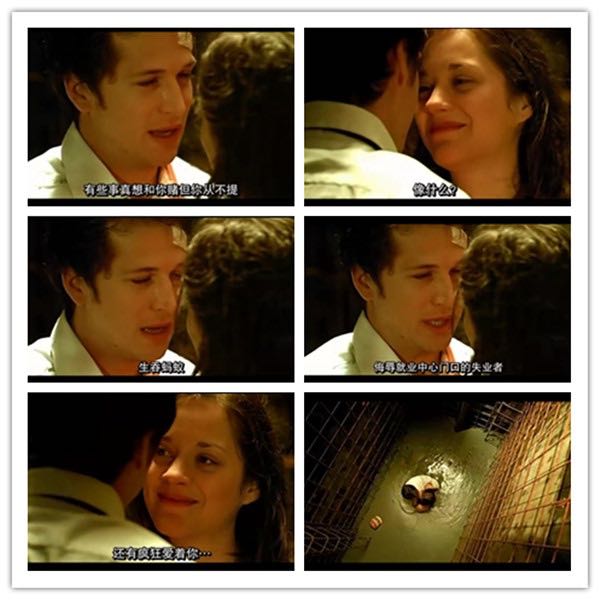 有些事真想和你赌但你从不提
像什么?
生吞蚂蚁
侮辱就业中心门口的失业者
还有疯狂爱着你…